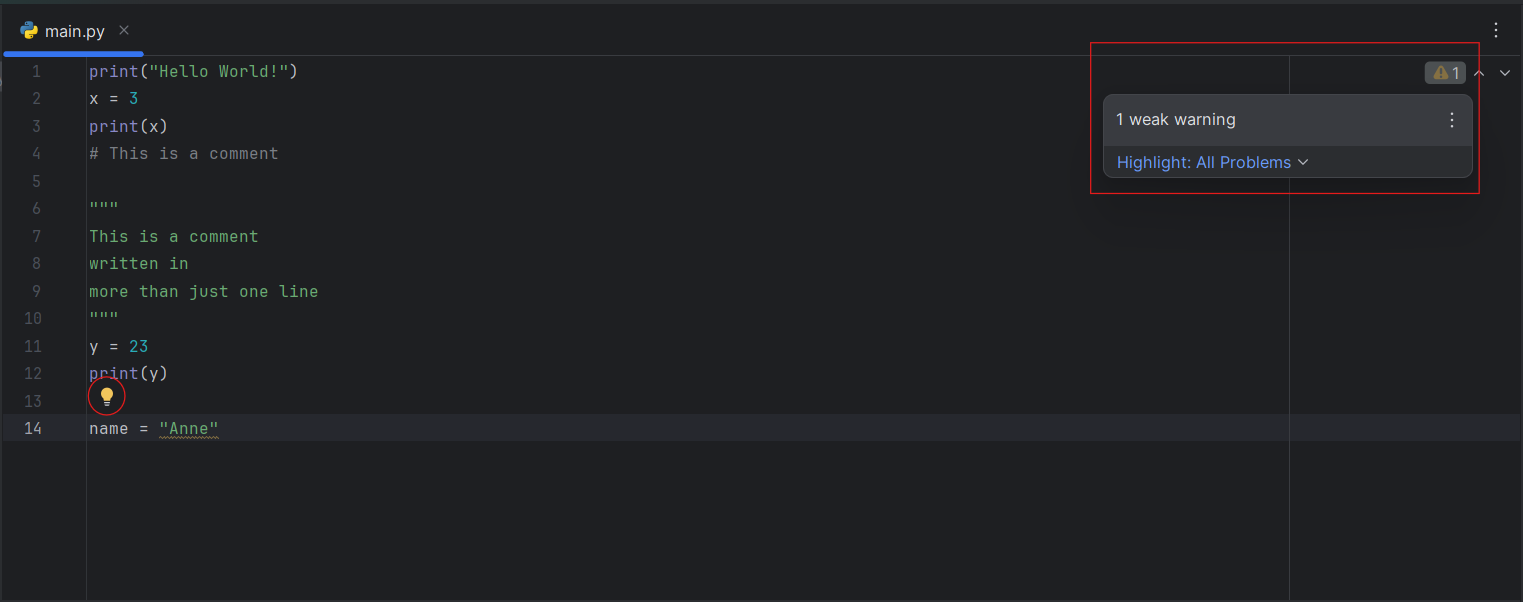 main.py
1 print("Hello World!")
2 x = 3
3 print(x)
4 # This is a comment
5
6 """
7 This is a comment
8 written in
9 more than just one line
10 """
11 y = 23
12 print(y)
13
14 name = "Anne"
1
1 weak warning
Highlight: All Problems